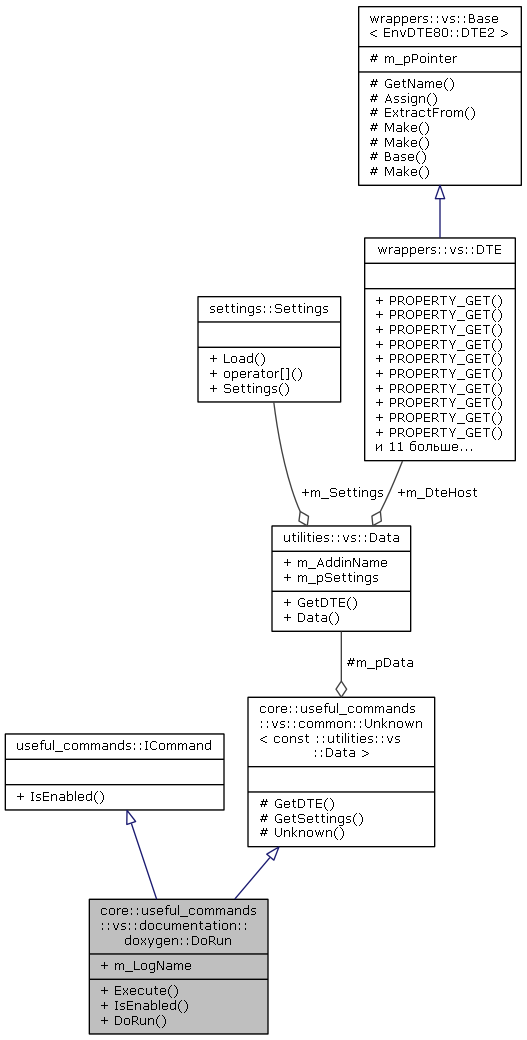 wrappers::vs::Base
< EnvDTE80::DTE2 >
# m_pPointer
# GetName()
# Assign()
# ExtractFrom()
# Make()
# Make()
# Base()
# Make()
wrappers::vs::DTE
+ PROPERTY_GET()
+ PROPERTY_GET()
+ PROPERTY_GET()
+ PROPERTY_GET()
+ PROPERTY_GET()
+ PROPERTY_GET()
+ PROPERTY_GET()
+ PROPERTY_GET()
+ PROPERTY_GET()
+ PROPERTY_GET()
и 11 больше...
settings::Settings
+ Load()
+ operator[]()
+ Settings()
+m_Settings
+m_DteHost
utilities::vs::Data
+ m_AddinName
+ m_pSettings
+ GetDTE()
+ Data()
#m_pData
core::useful_commands
::vs::common::Unknown
< const ::utilities::vs
::Data >
# GetDTE()
# GetSettings()
# Unknown()
useful_commands::ICommand
+ IsEnabled()
core::useful_commands
::vs::documentation::
doxygen::DoRun
+ m_LogName
+ Execute()
+ IsEnabled()
+ DoRun()